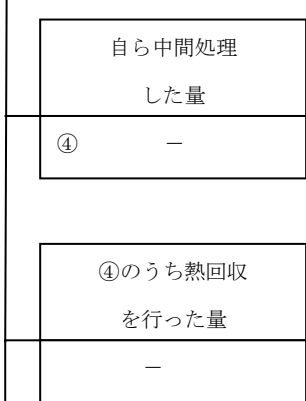 自ら中間処理
した量
④ －
④のうち熱回収
を行った量
－